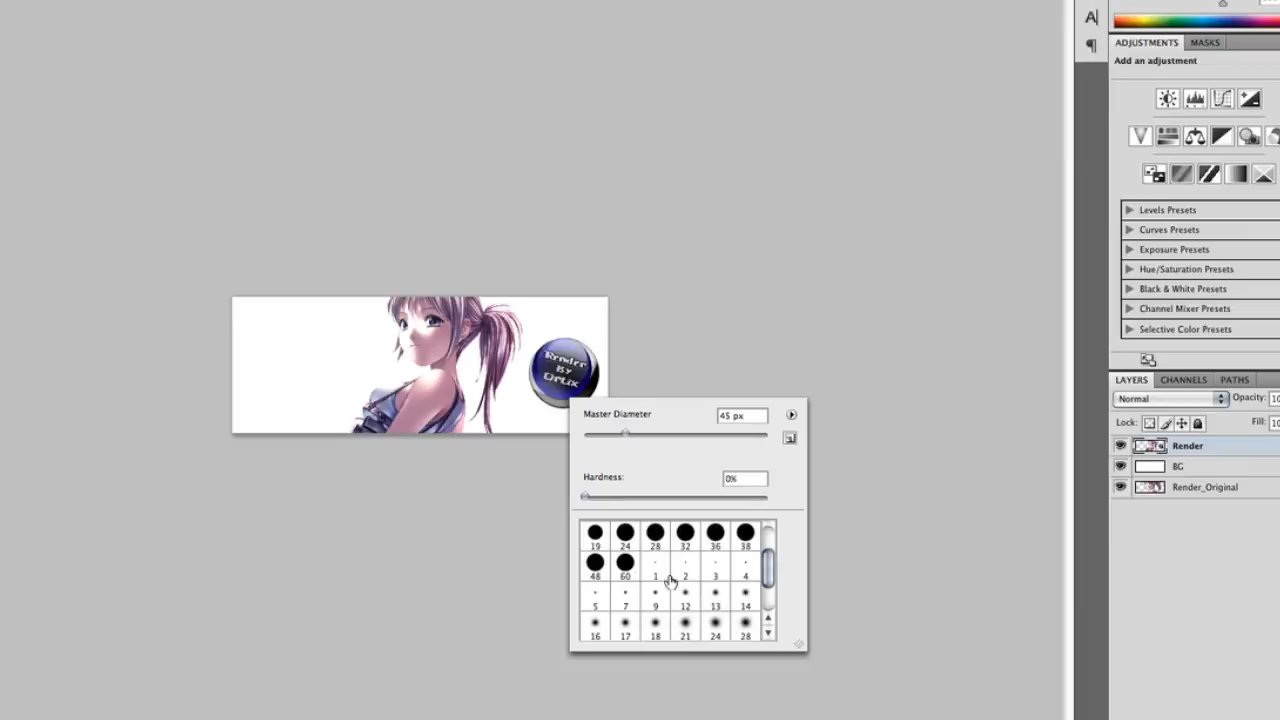 A
¶
ADJUSTMENTS MASKS
Add an adjustment
Levels Presets
Curves Presets
Exposure Presets
Hue/Saturation Presets
Black & White Presets
Channel Mixer Presets
Selective Color Presets
LAYERS CHANNELS PATHS
Normal Opacity: 10
Lock: Fill: 10
Render
BG
Render_Original
Render
By
Master Diameter 45 px
Hardness: 0%
19 24 28 32 36 38
48 60 1 2 3 4
5 7 9 12 13 14
16 17 18 21 24 28